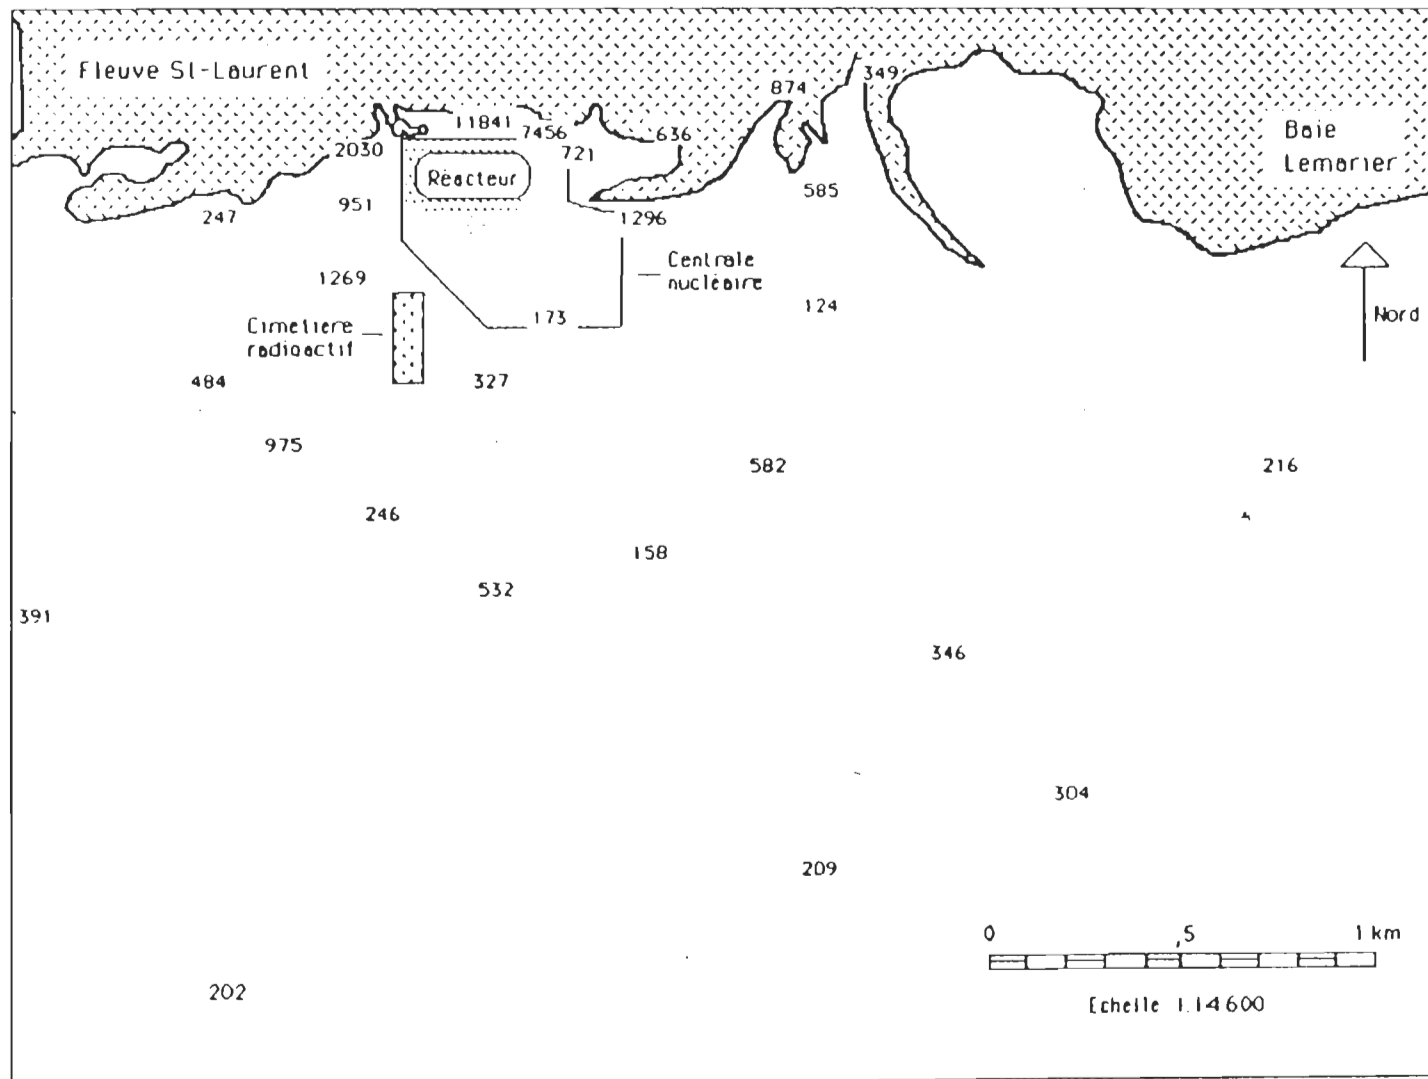 Fleuve St-Laurent
349
874
11841
7456
636
Baie
Lemarier
2030
721
Réacteur
585
951
247
1296
Centrale
nucléaire
1269
124
173
Nord
Cimetiere
radioactif
484
327
975
582
216
246
158
532
391
346
304
209
0 ,5 1 km
202
Echelle 1:14600